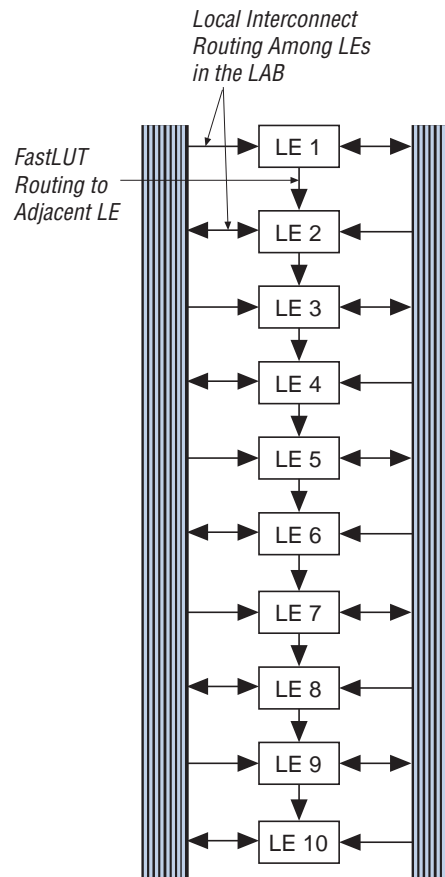 Local Interconnect
Routing Among LEs
in the LAB
FastLUT
Routing to
Adjacent LE
LE 1
LE 2
LE 3
LE 4
LE 5
LE 6
LE 7
LE 8
LE 9
LE 10